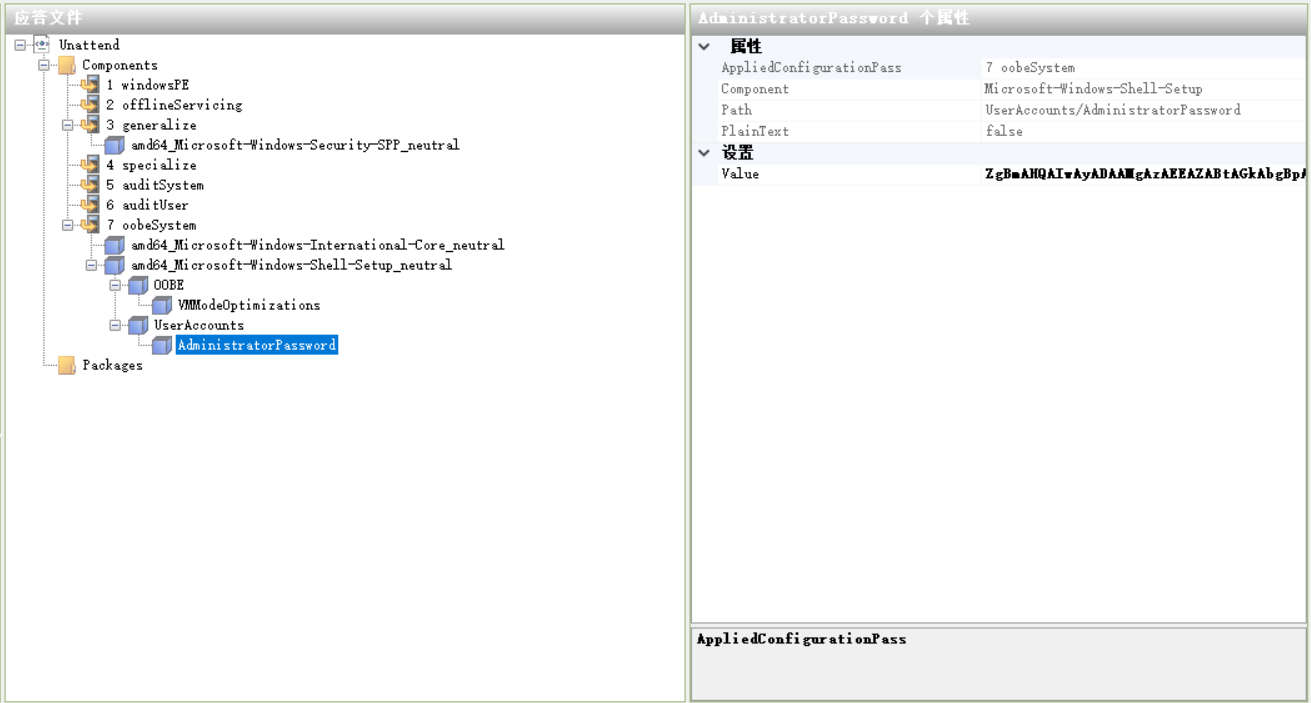 应答文件
Unattend
Components
1 windowsPE
2 offlineServicing
3 generalize
amd64_Microsoft-Windows-Security-SPP_neutral
4 specialize
5 auditSystem
6 auditUser
7 oobeSystem
amd64_Microsoft-Windows-International-Core_neutral
amd64_Microsoft-Windows-Shell-Setup_neutral
OOBE
VMModeOptimizations
UserAccounts
AdministratorPassword
Packages
AdministratorPassword 个属性
属性
AppliedConfigurationPass 7 oobeSystem
Component Microsoft-Windows-Shell-Setup
Path UserAccounts/AdministratorPassword
PlainText false
设置
Value
AppliedConfigurationPass